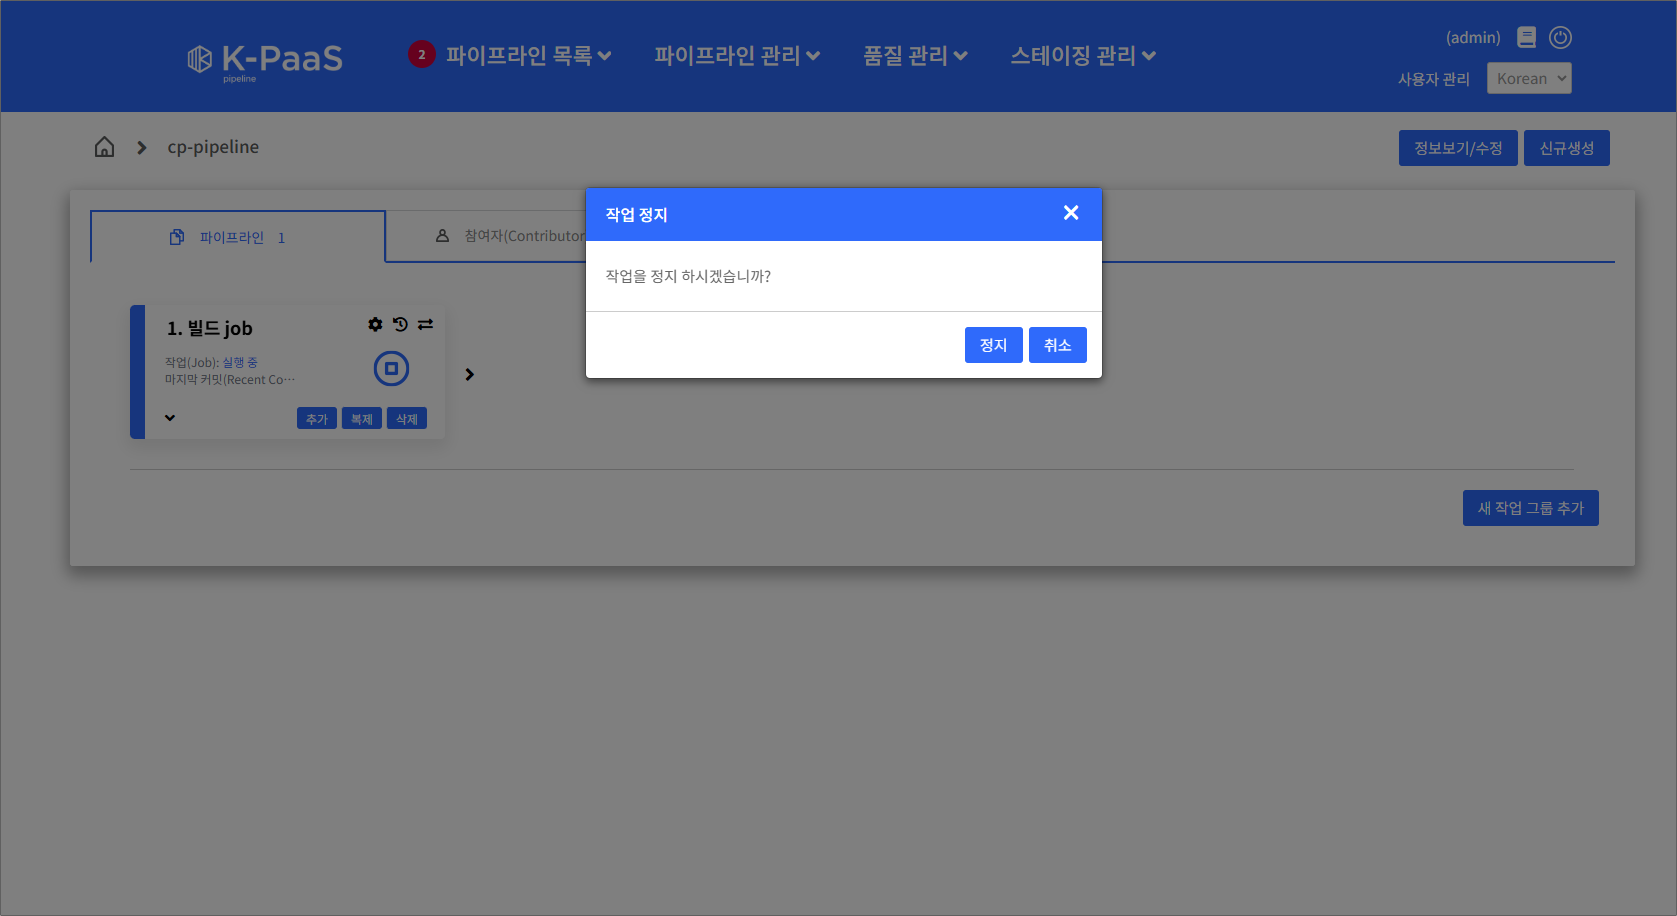 K-PaaS
pipeline
2 파이프라인 목록
파이프라인 관리
품질 관리
스테이징 관리
(admin)
사용자 관리
Korean
cp-pipeline
정보보기/수정
신규생성
파이프라인 1
참여자(Contributor
작업 정지
작업을 정지 하시겠습니까?
정지
취소
1. 빌드 job
작업(Job): 실행 중
마지막 커밋(Recent Co…
추가
복제
삭제
새 작업 그룹 추가